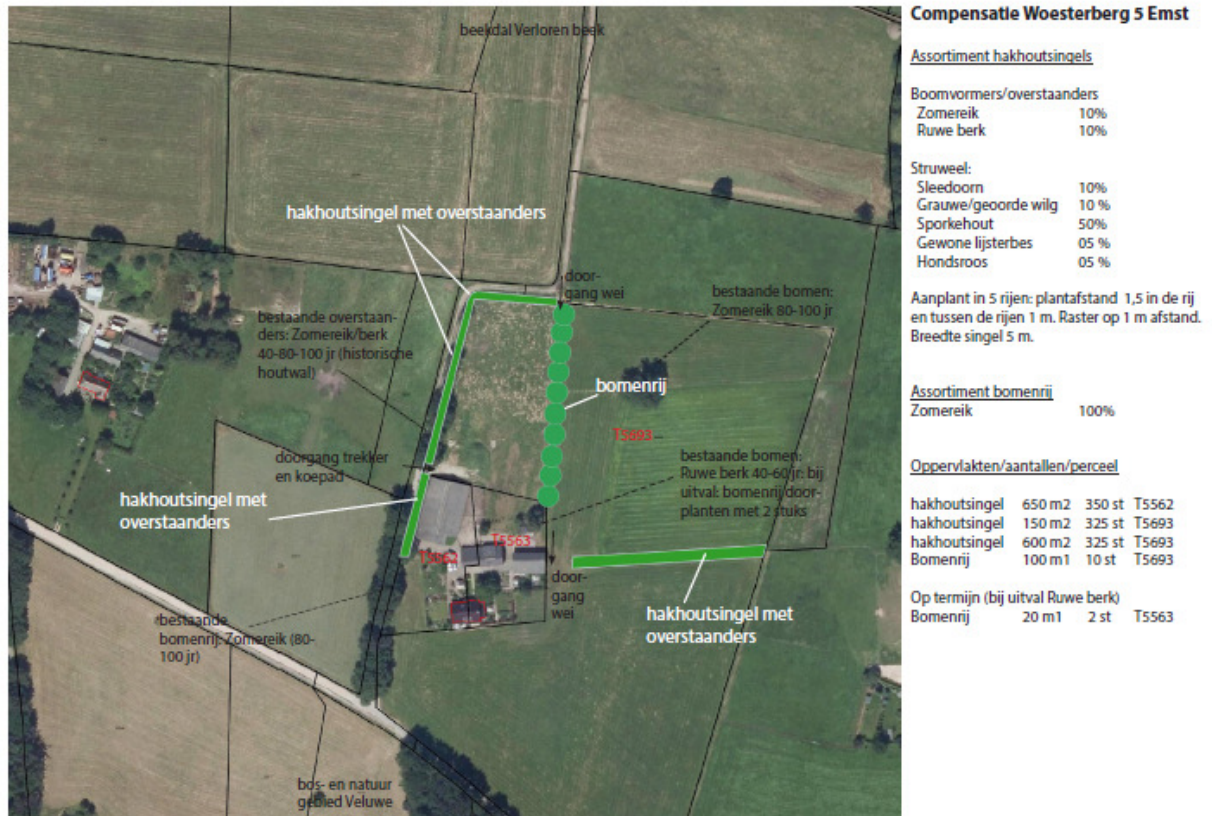 Compensatie Woesterberg 5 Emst
Assortiment hakhoutsingels
Boomvormers/overstaanders
Zomereik 10%
Ruwe berk 10%
Struweel:
Sleedoorn 10%
Grauwe/geoorde wilg 10 %
Sporkehout 50%
Gewone lijsterbes 05 %
Hondsroos 05 %
Aanplant in 5 rijen: plantafstand 1,5 in de rij
en tussen de rijen 1 m. Raster op 1 m afstand.
Breedte singel 5 m.
Assortiment bomenrij
Zomereik 100%
Oppervlakten/aantallen/perceel
hakhoutsingel 650 m2 350 st T5562
hakhoutsingel 150 m2 325 st T5693
hakhoutsingel 600 m2 325 st T5693
Bomenrij 100 m1 10 st T5693
Op termijn (bij uitval Ruwe berk)
Bomenrij 20 m1 2 st T5563
beekdal Verloren beek
hakhoutsingel met overstaanders
door-
gang wei
bestaande bomen:
Zomereik 80-100 jr
bestaande overstaan-
ders: Zomereik/berk
40-80-100 jr (historische
houtwal)
bomenrij
T5693
doorgang trekker
en koepad
bestaande bomen:
Ruwe berk 40-60 jr: bij
uitval: bomenrij door-
planten met 2 stuks
hakhoutsingel met
overstaanders
T5562
T5563
door-
gang
wei
hakhoutsingel met
overstaanders
bestaande
bomenrij: Zomereik (80-
100 jr)
bos- en natuur
gebied Veluwe